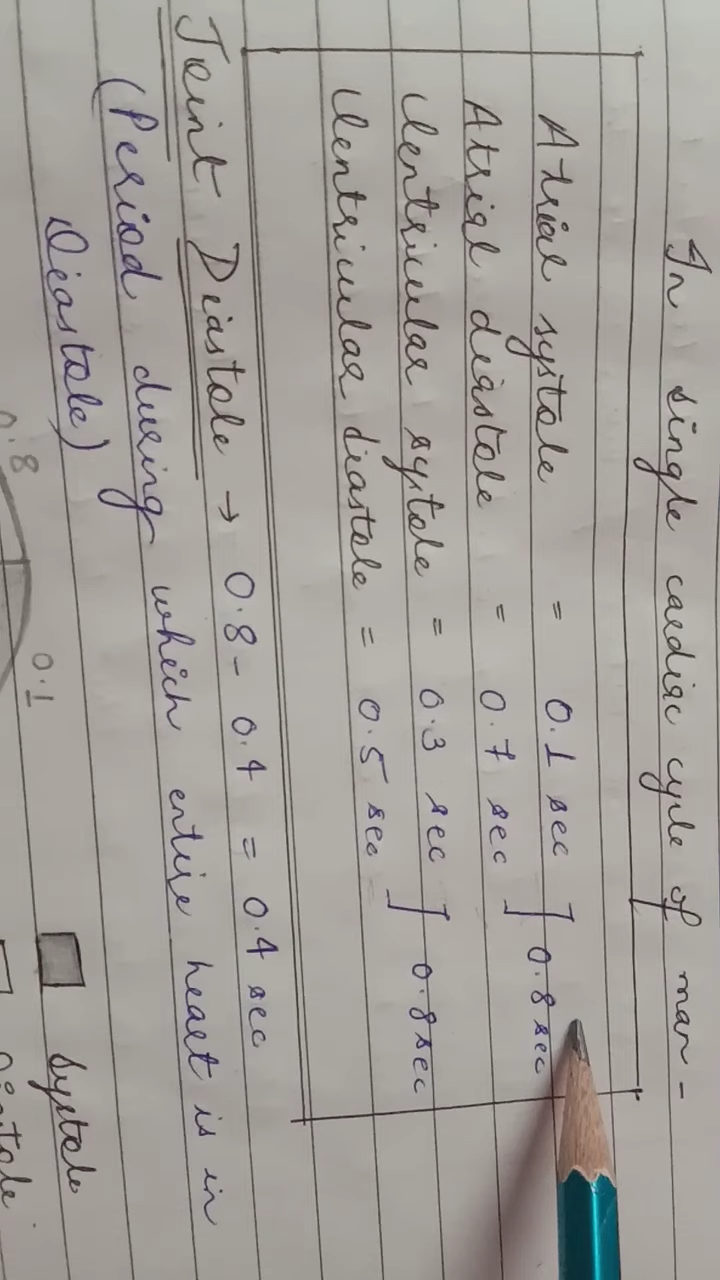 In single cardiac cycle of man -
Atrial systole = 0.1 sec ] 0.8 sec
Atrial diastole = 0.7 sec
Ventricular systole = 0.3 sec ] 0.8 sec
Ventricular diastole = 0.5 sec
Joint Diastole → 0.8 - 0.4 = 0.4 sec
(Period during which entire heart is in
Diastole)
0.8
0.1
Systole